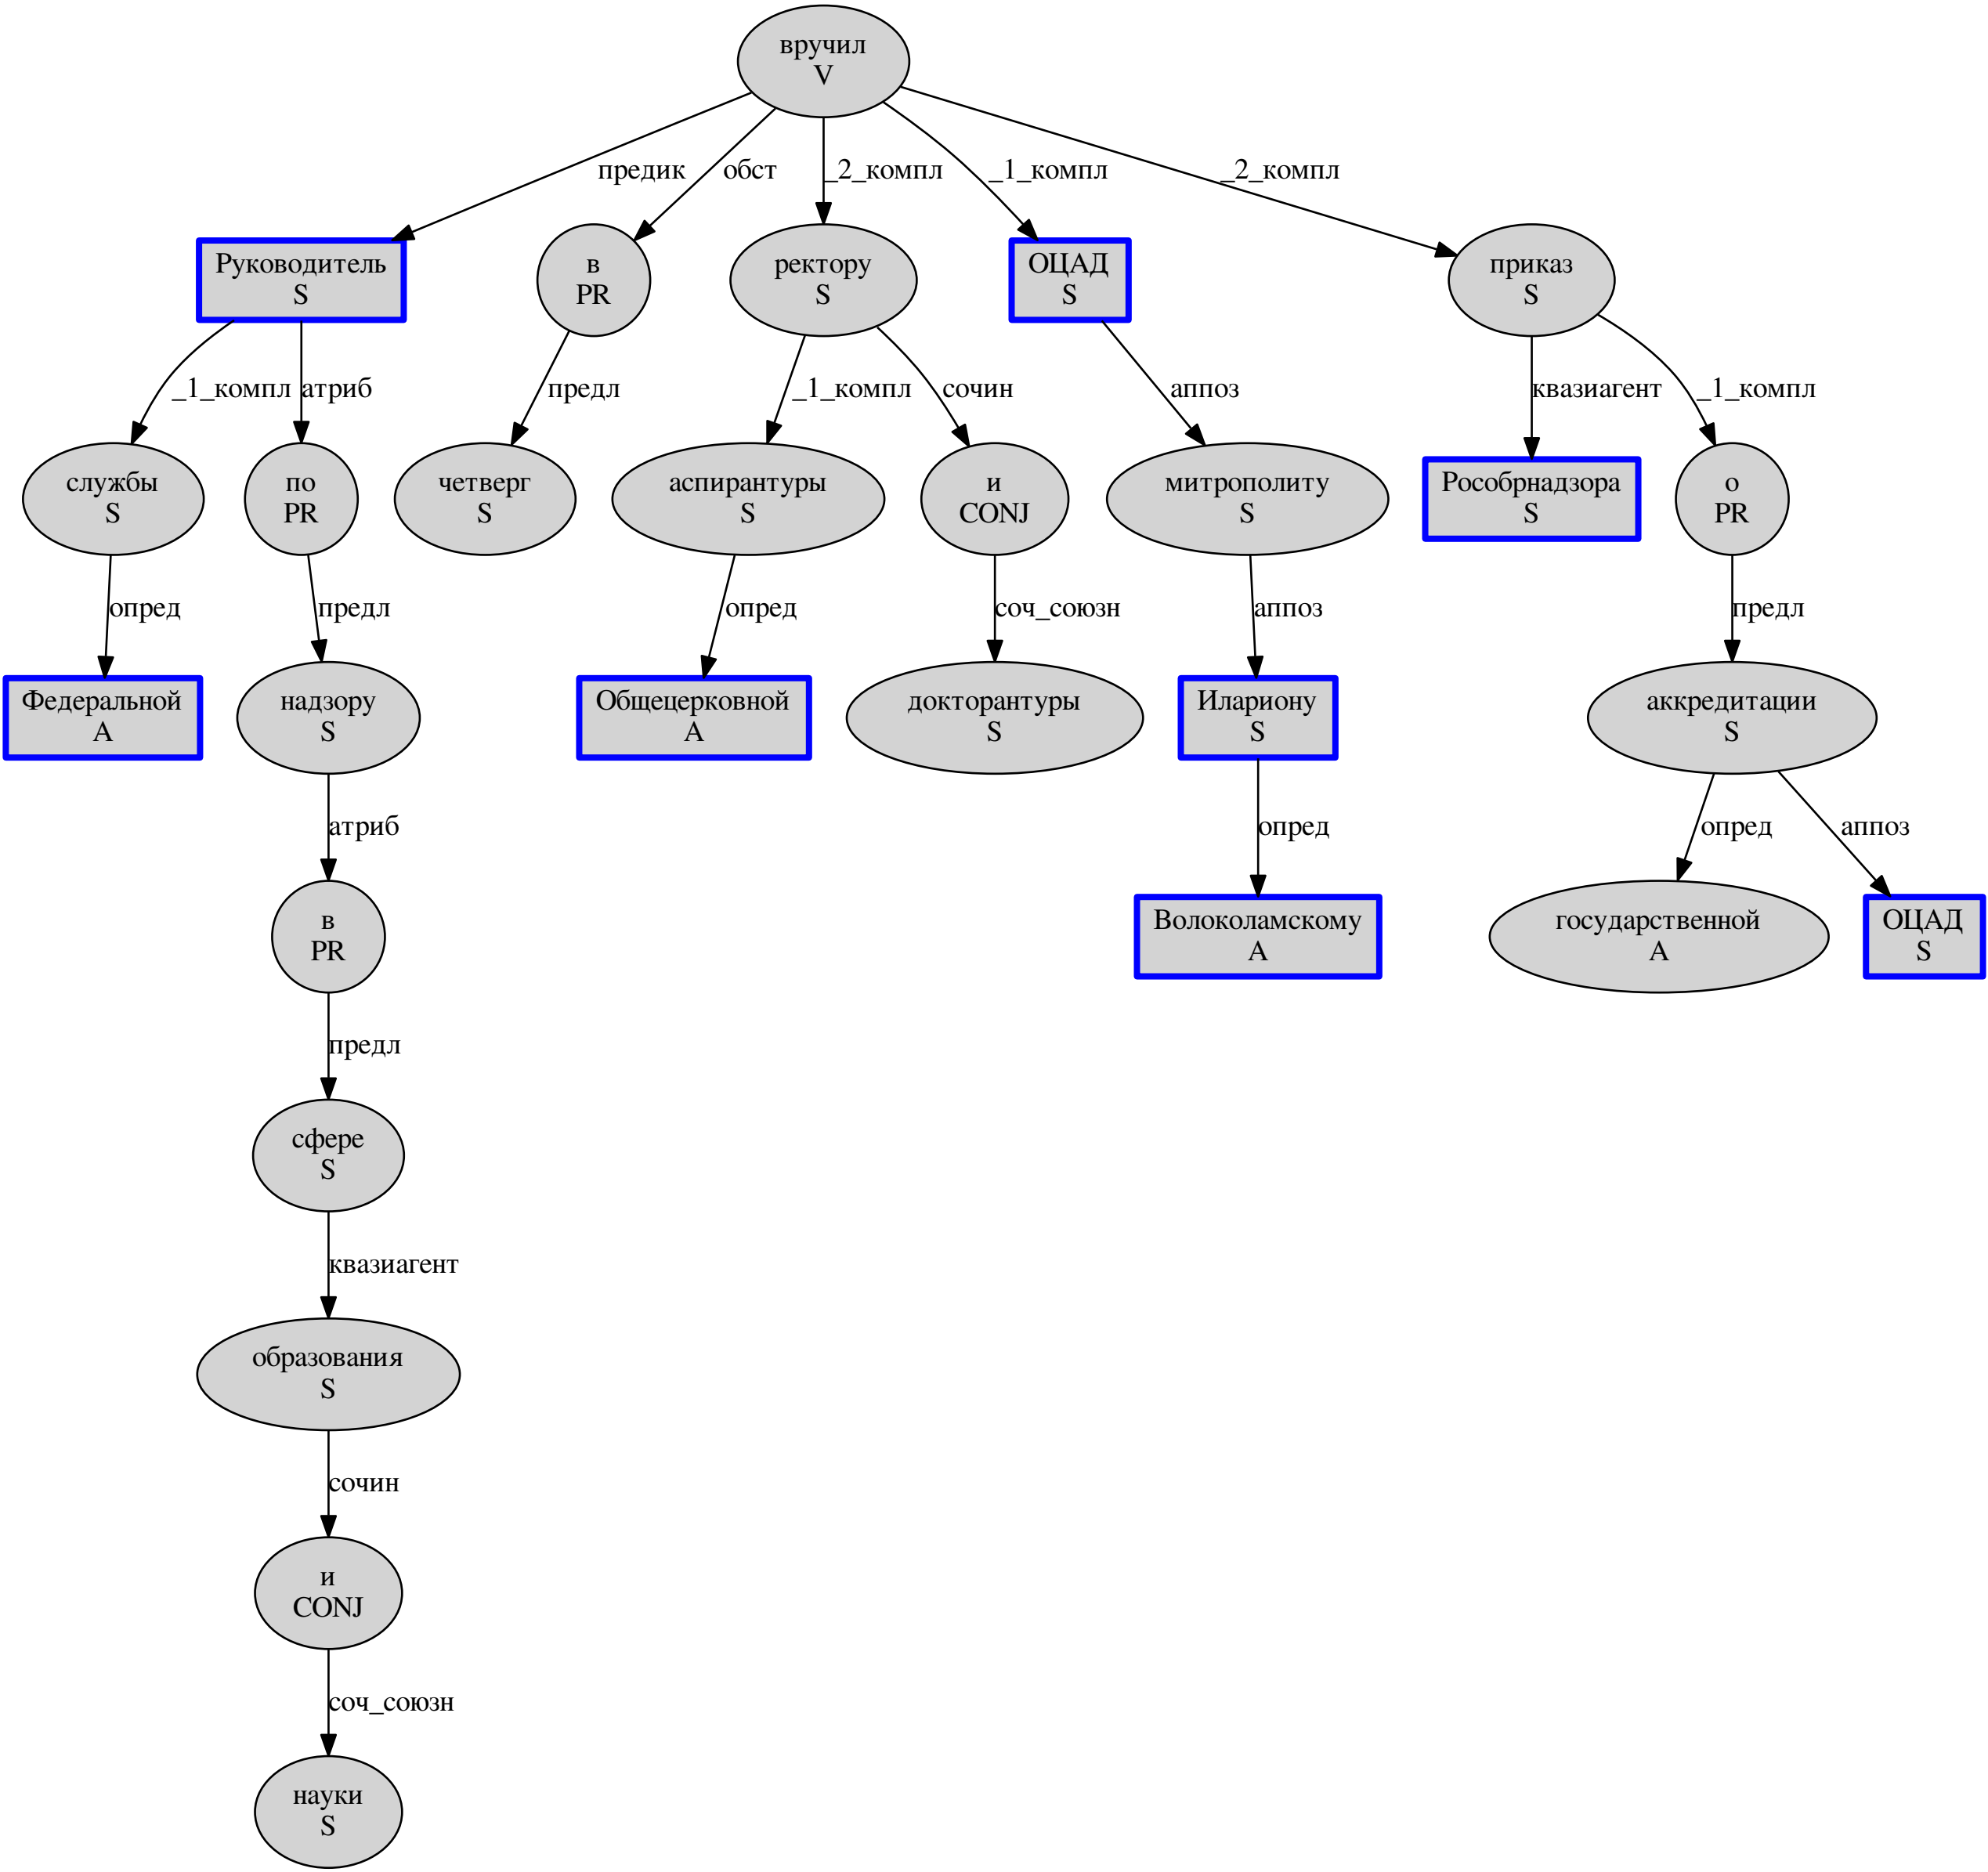 вручил
V
предик
обст
_2_компл
_1_компл
_2_компл
Руководитель
S
в
PR
ректору
S
ОЦАД
S
приказ
S
_1_компл
атриб
предл
_1_компл
сочин
аппоз
квазиагент
_1_компл
службы
S
по
PR
четверг
S
аспирантуры
S
и
CONJ
митрополиту
S
Рособрнадзора
S
о
PR
опред
предл
опред
соч_союзн
аппоз
предл
Федеральной
A
надзору
S
Общецерковной
A
докторантуры
S
Илариону
S
аккредитации
S
атриб
опред
опред
аппоз
в
PR
Волоколамскому
A
государственной
A
ОЦАД
S
предл
сфере
S
квазиагент
образования
S
сочин
и
CONJ
соч_союзн
науки
S